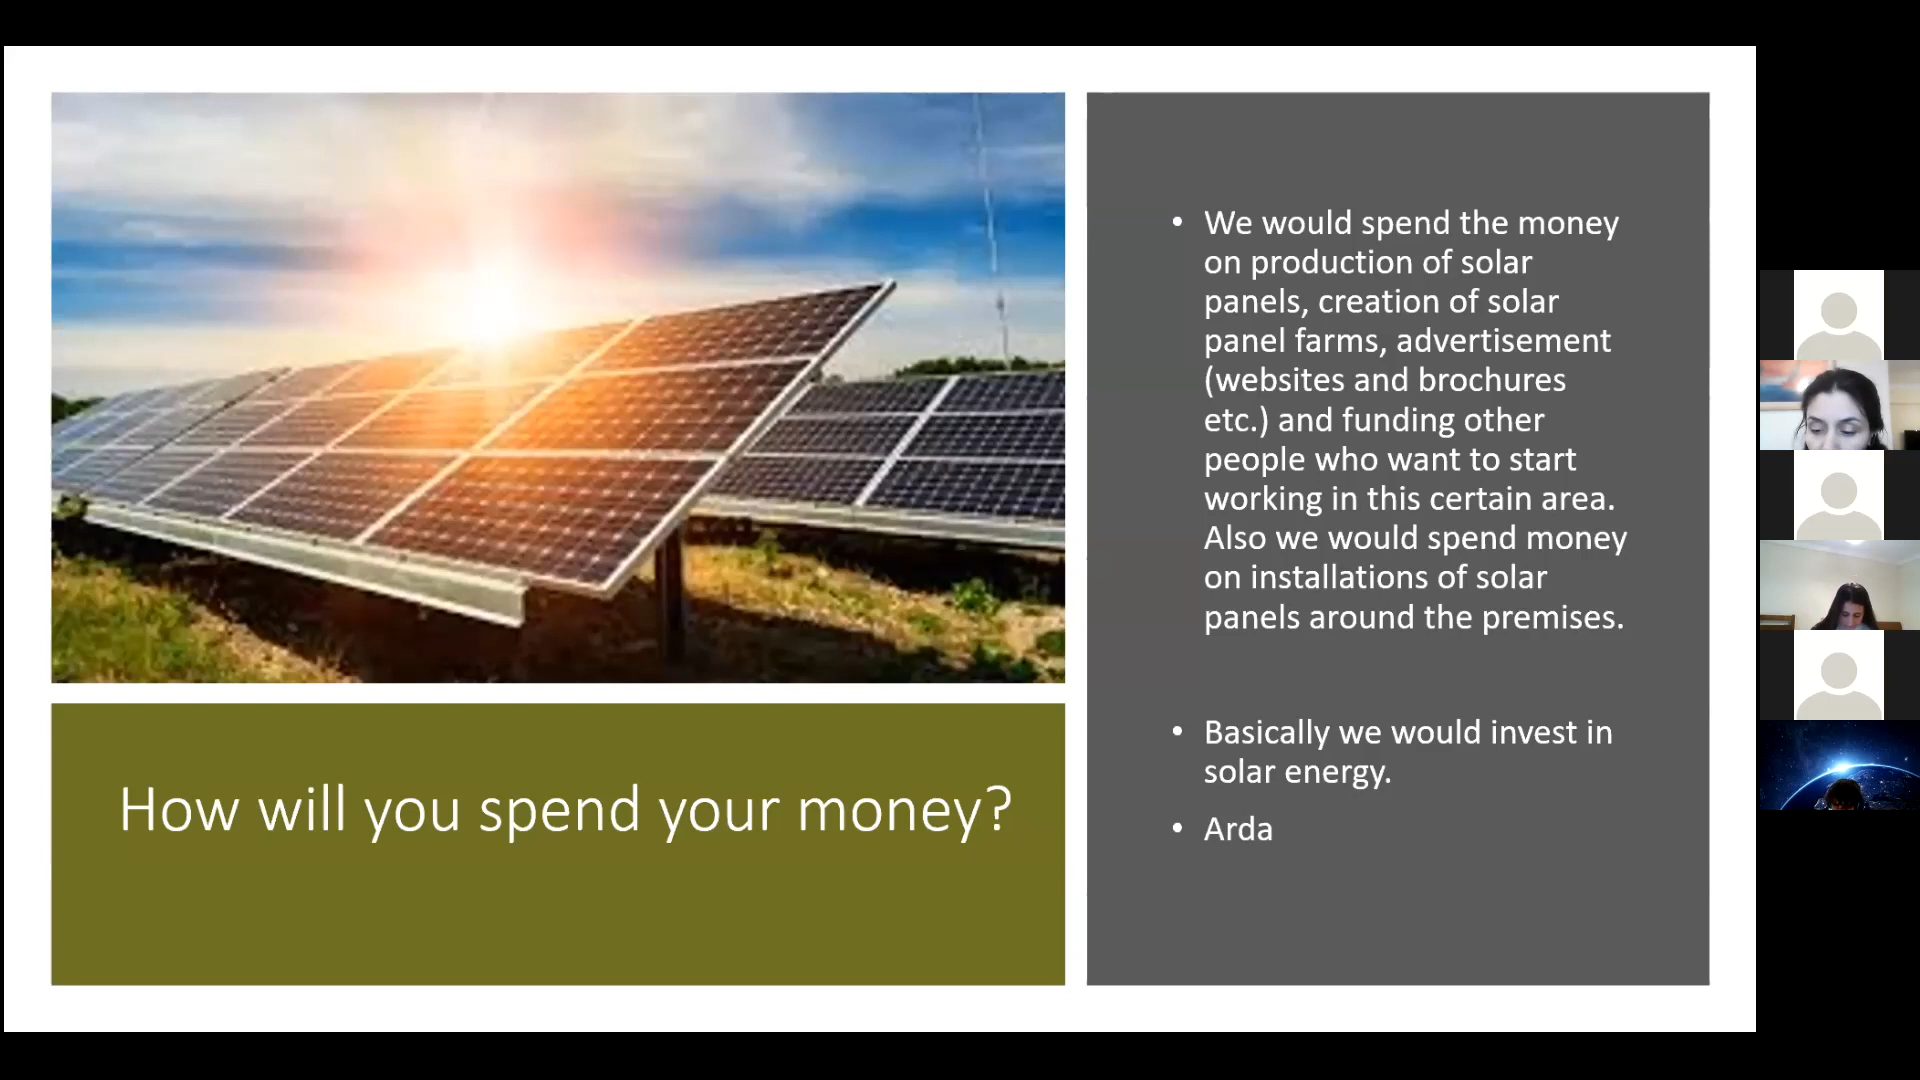 How will you spend your money?
• We would spend the money
on production of solar
panels, creation of solar
panel farms, advertisement
(websites and brochures
etc.) and funding other
people who want to start
working in this certain area.
Also we would spend money
on installations of solar
panels around the premises.
• Basically we would invest in
solar energy.
• Arda